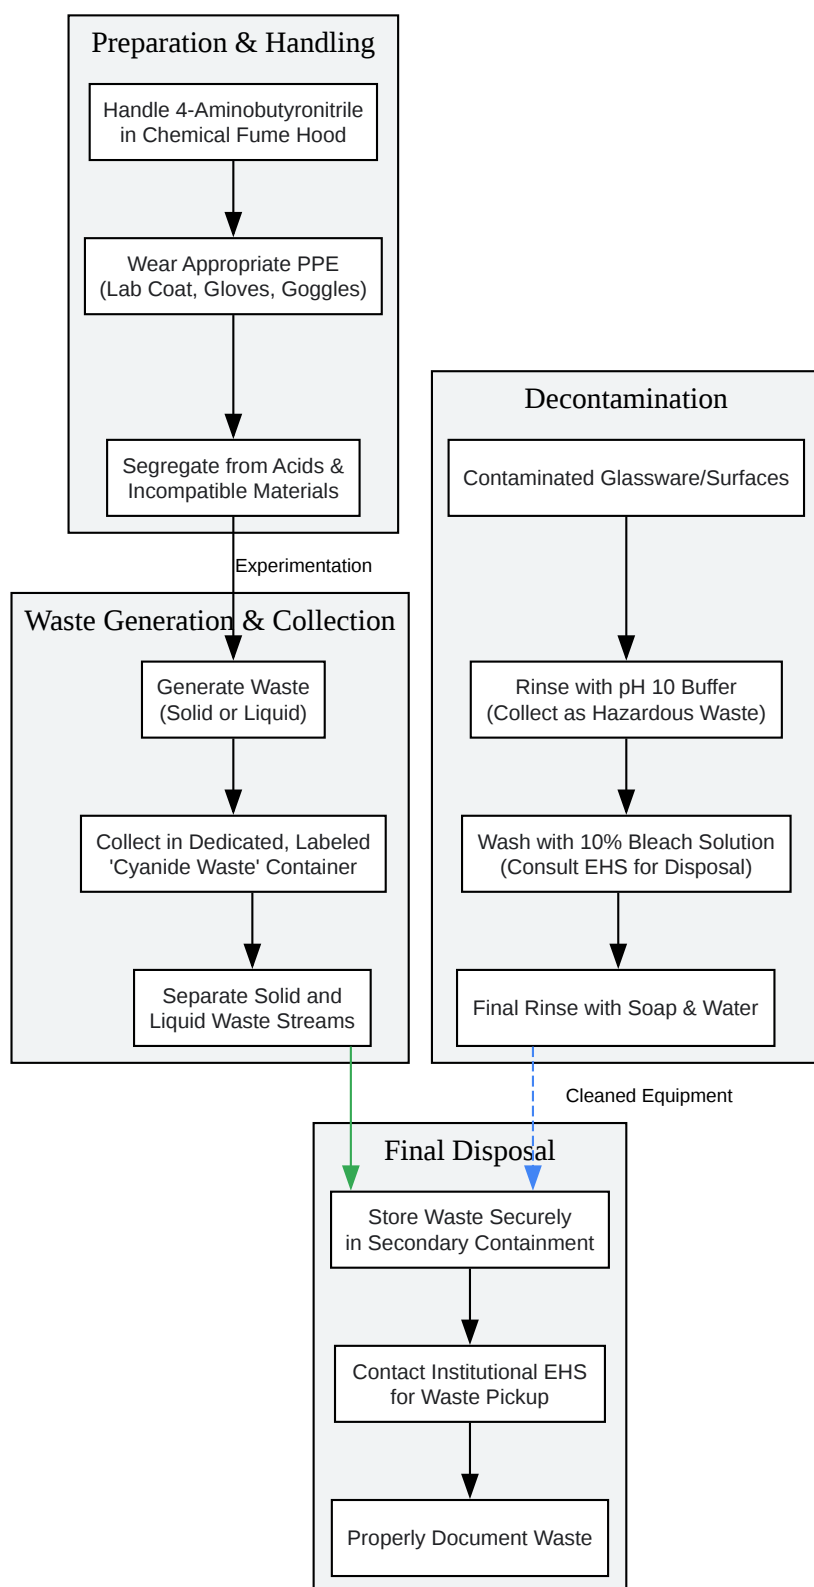 Preparation & Handling
Handle 4-Aminobutyronitrile
in Chemical Fume Hood
Wear Appropriate PPE
(Lab Coat, Gloves, Goggles)
Segregate from Acids &
Incompatible Materials
Experimentation
Waste Generation & Collection
Generate Waste
(Solid or Liquid)
Collect in Dedicated, Labeled
'Cyanide Waste' Container
Separate Solid and
Liquid Waste Streams
Decontamination
Contaminated Glassware/Surfaces
Rinse with pH 10 Buffer
(Collect as Hazardous Waste)
Wash with 10% Bleach Solution
(Consult EHS for Disposal)
Final Rinse with Soap & Water
Cleaned Equipment
Final Disposal
Store Waste Securely
in Secondary Containment
Contact Institutional EHS
for Waste Pickup
Properly Document Waste